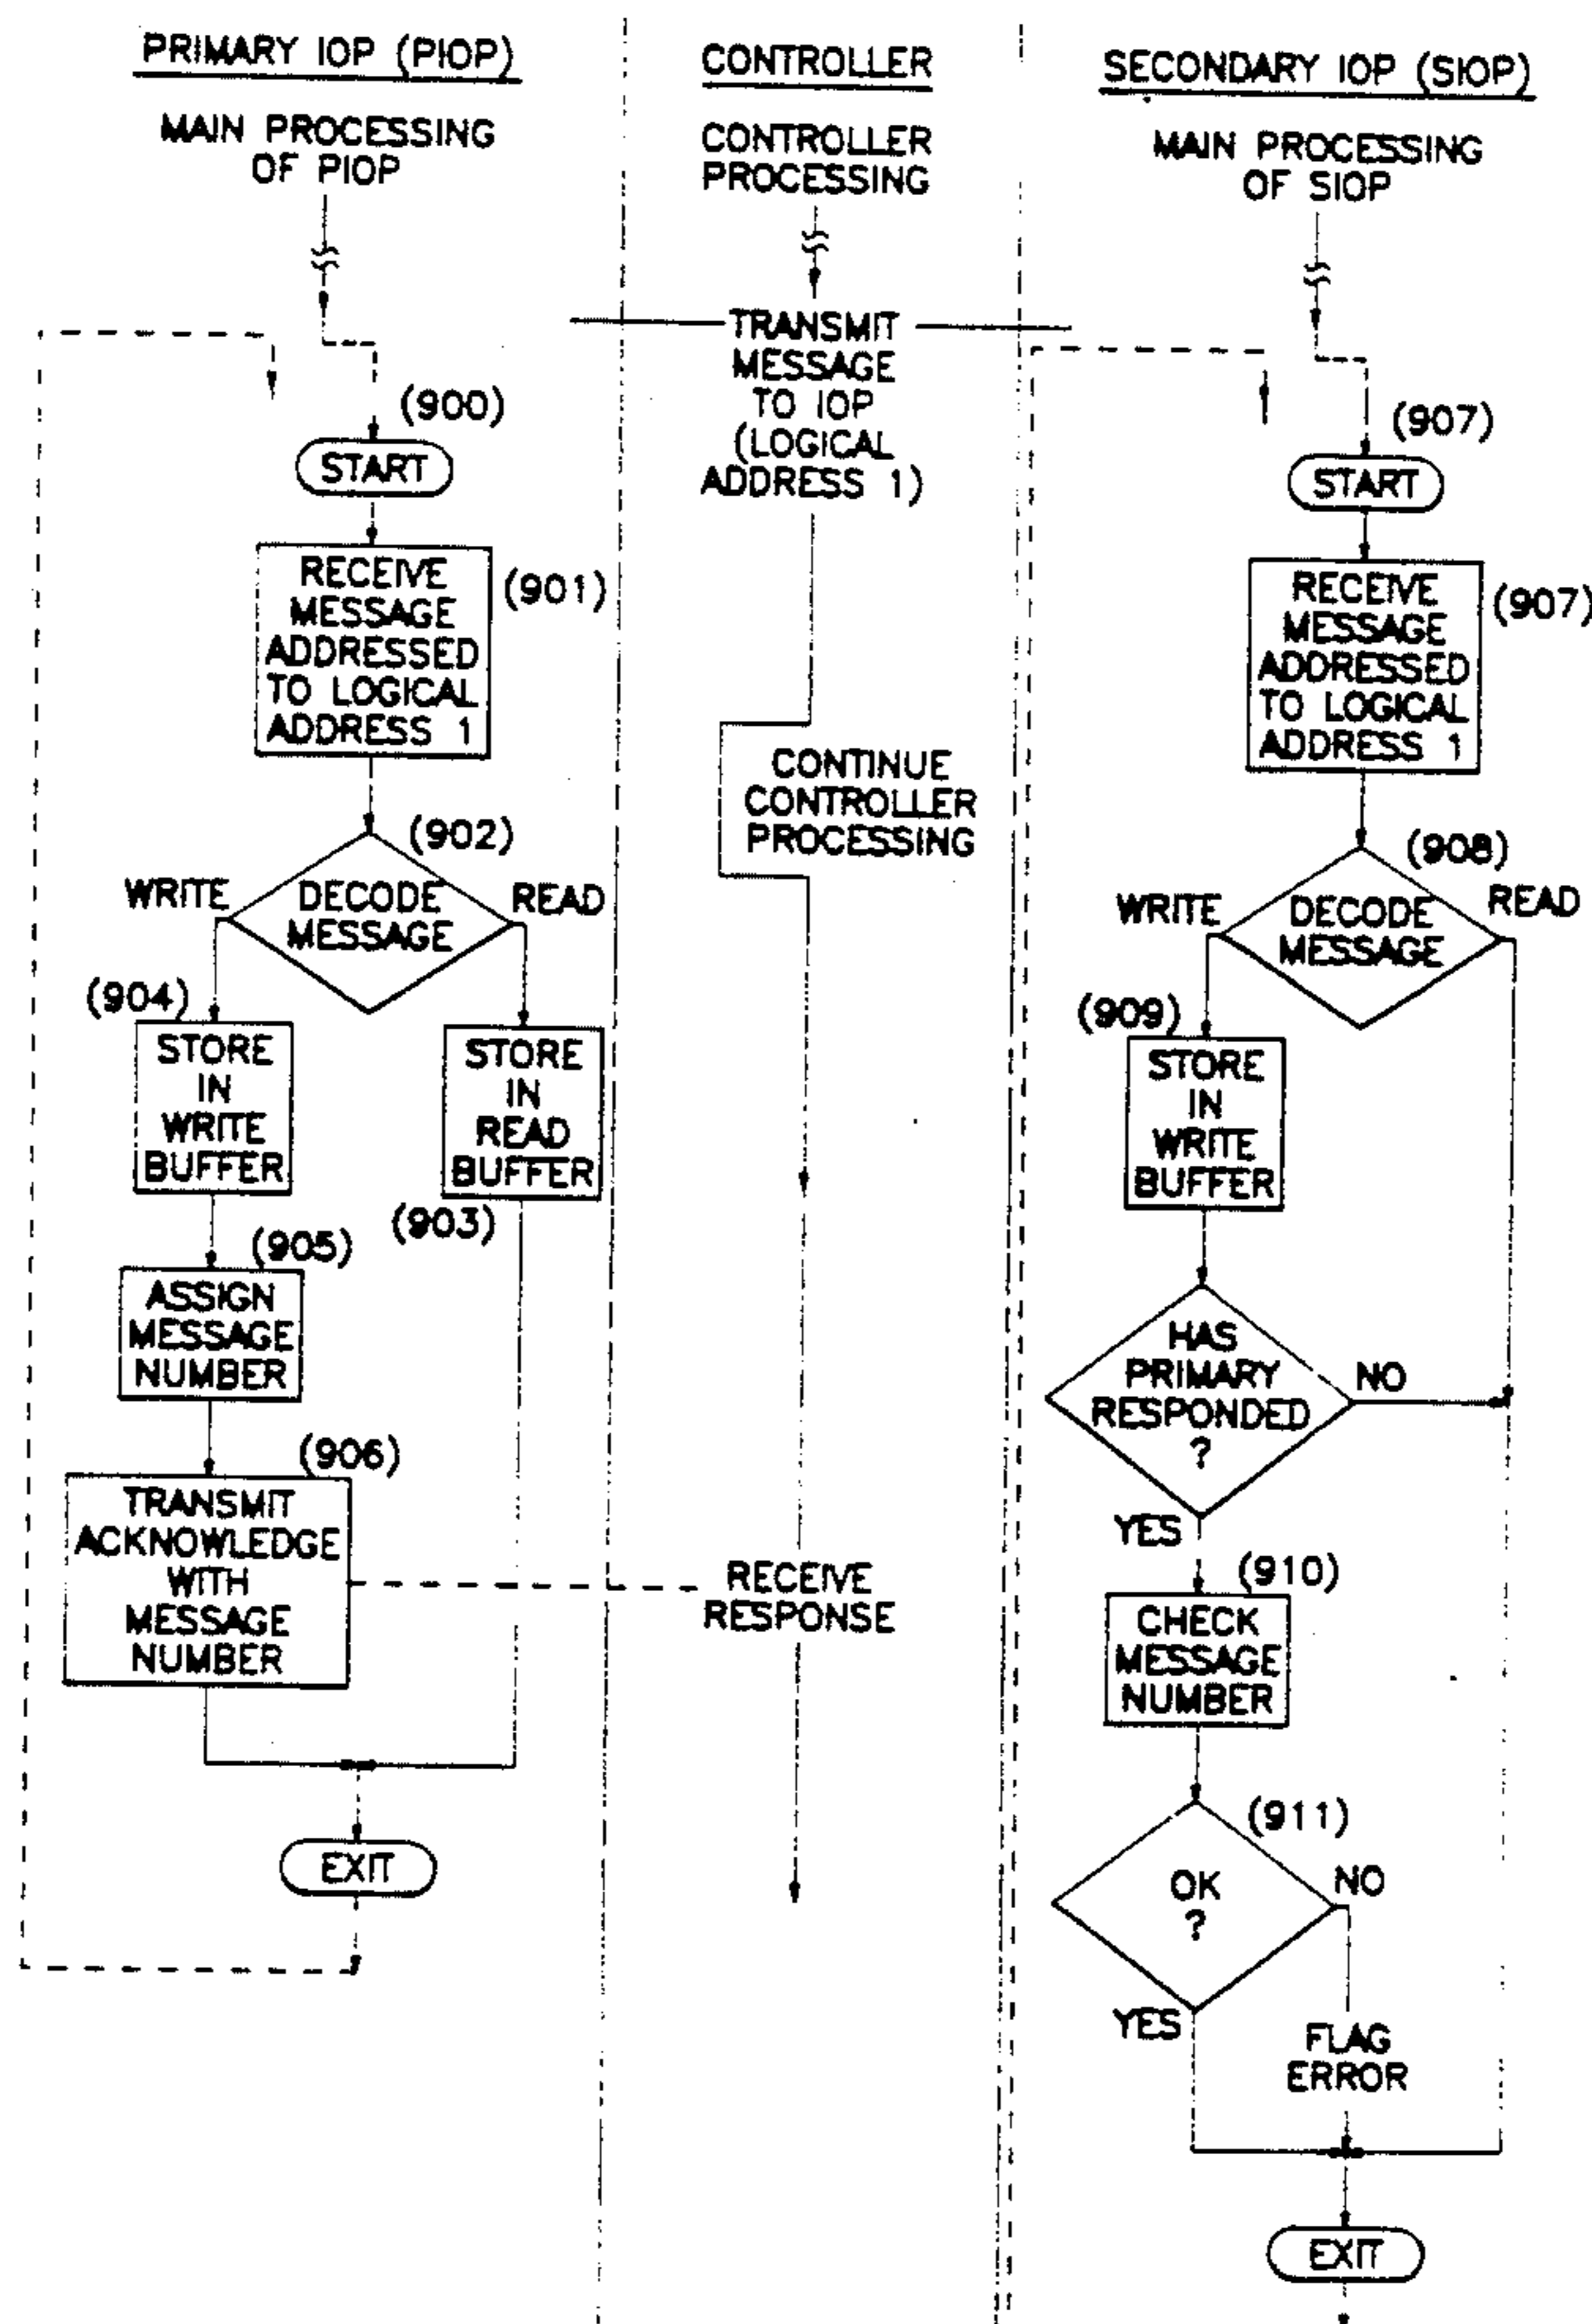 PRIMARY IOP (PIOP)
MAIN PROCESSING
OF PIOP
(900)
START
RECEIVE
MESSAGE
ADDRESSED
TO LOGICAL
ADDRESS 1
(901)
(902)
WRITE
DECODE
MESSAGE
READ
(904)
STORE
IN
WRITE
BUFFER
STORE
IN
READ
BUFFER
(903)
(905)
ASSIGN
MESSAGE
NUMBER
(906)
TRANSMIT
ACKNOWLEDGE
WITH
MESSAGE
NUMBER
EXIT
CONTROLLER
CONTROLLER
PROCESSING
TRANSMIT
MESSAGE
TO IOP
(LOGICAL
ADDRESS 1)
CONTINUE
CONTROLLER
PROCESSING
RECEIVE
RESPONSE
SECONDARY IOP (SIOP)
MAIN PROCESSING
OF SIOP
(907)
START
RECEIVE
MESSAGE
ADDRESSED
TO LOGICAL
ADDRESS 1
(907)
(908)
WRITE
DECODE
MESSAGE
READ
(909)
STORE
IN
WRITE
BUFFER
HAS
PRIMARY
RESPONDED
?
NO
YES
(910)
CHECK
MESSAGE
NUMBER
(911)
OK
?
NO
YES
FLAG
ERROR
EXIT